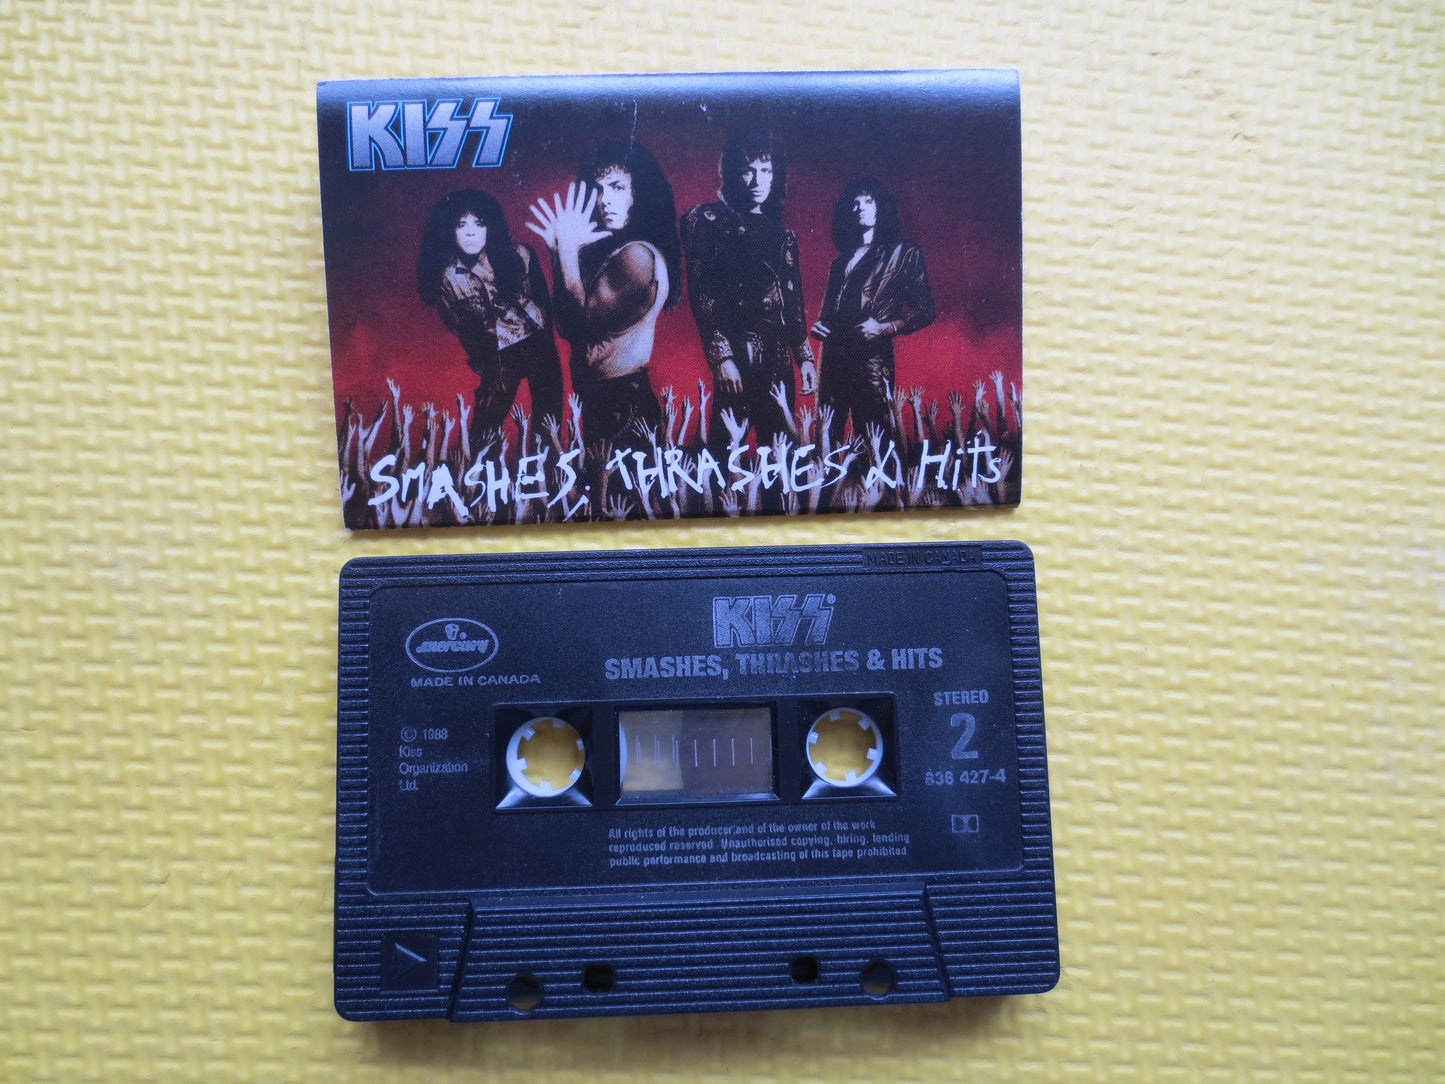 KISS
SMASHES, THRASHES & Hits
MADE IN CANADA
KISS®
SMASHES, THRASHES & HITS
mercury
MADE IN CANADA
© 1988
Kiss
Organization
Ltd.
STEREO
2
836 427-4
All rights of the producer and of the owner of the work
reproduced reserved. Unauthorised copying, hiring, lending
public performance and broadcasting of this tape prohibited